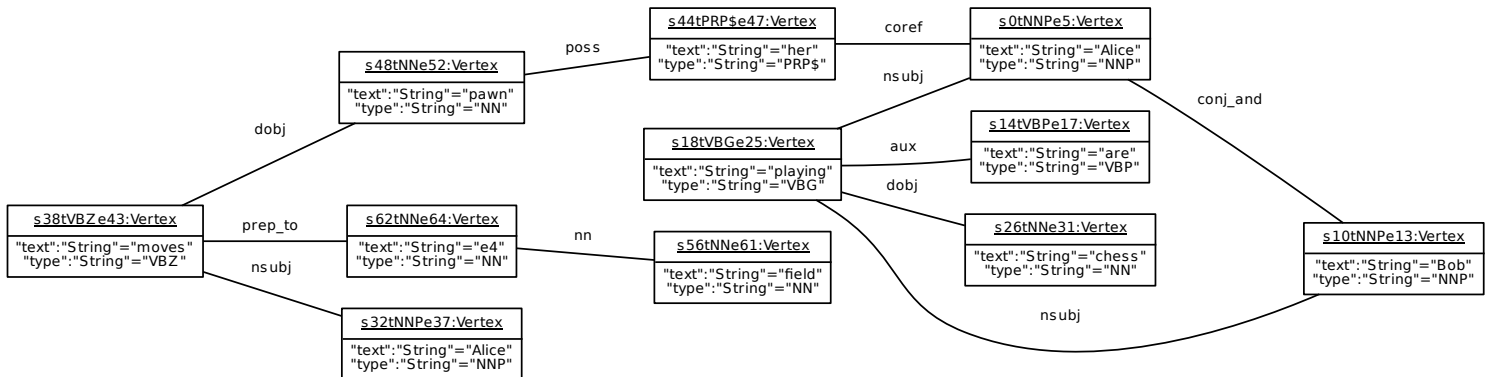 s44tPRP$e47:Vertex
"text":"String"="her"
"type":"String"="PRP$"
coref
s0tNNPe5:Vertex
"text":"String"="Alice"
"type":"String"="NNP"
poss
s48tNNe52:Vertex
"text":"String"="pawn"
"type":"String"="NN"
nsubj
conj_and
dobj
s18tVBGe25:Vertex
"text":"String"="playing"
"type":"String"="VBG"
aux
s14tVBPe17:Vertex
"text":"String"="are"
"type":"String"="VBP"
dobj
s38tVBZe43:Vertex
"text":"String"="moves"
"type":"String"="VBZ"
prep_to
s62tNNe64:Vertex
"text":"String"="e4"
"type":"String"="NN"
nn
s56tNNe61:Vertex
"text":"String"="field"
"type":"String"="NN"
s26tNNe31:Vertex
"text":"String"="chess"
"type":"String"="NN"
s10tNNPe13:Vertex
"text":"String"="Bob"
"type":"String"="NNP"
nsubj
s32tNNPe37:Vertex
"text":"String"="Alice"
"type":"String"="NNP"
nsubj